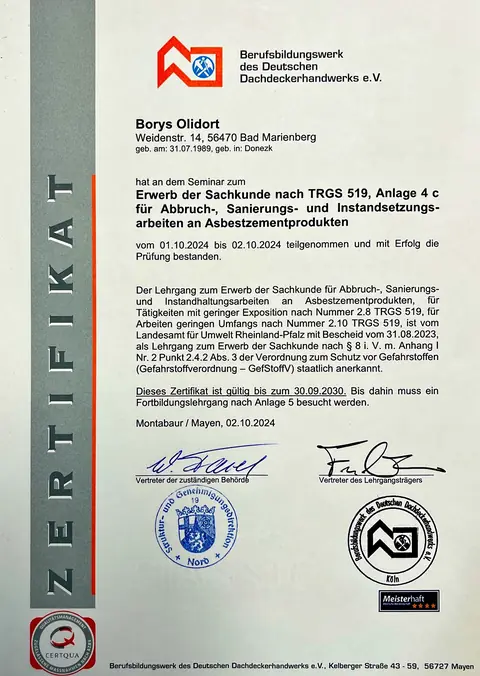 Berufsbildungswerk
des Deutschen
Dachdeckerhandwerks e.V.
ZERTIFIKAT
Borys Olidort
Weidenstr. 14, 56470 Bad Marienberg
geb. am: 31.07.1989, geb. in: Donezk
hat an dem Seminar zum
Erwerb der Sachkunde nach TRGS 519, Anlage 4 c
für Abbruch-, Sanierungs- und Instandsetzungs-
arbeiten an Asbestzementprodukten
vom 01.10.2024 bis 02.10.2024 teilgenommen und mit Erfolg die
Prüfung bestanden.
Der Lehrgang zum Erwerb der Sachkunde für Abbruch-, Sanierungs-
und Instandhaltungsarbeiten an Asbestzementprodukten, für
Tätigkeiten mit geringer Exposition nach Nummer 2.8 TRGS 519, für
Arbeiten geringen Umfangs nach Nummer 2.10 TRGS 519, ist vom
Landesamt für Umwelt Rheinland-Pfalz mit Bescheid vom 31.08.2023,
als Lehrgang zum Erwerb der Sachkunde nach § 8 i. V. m. Anhang I
Nr. 2 Punkt 2.4.2 Abs. 3 der Verordnung zum Schutz vor Gefahrstoffen
(Gefahrstoffverordnung – GefStoffV) staatlich anerkannt.
Dieses Zertifikat ist gültig bis zum 30.09.2030. Bis dahin muss ein
Fortbildungslehrgang nach Anlage 5 besucht werden.
Montabaur / Mayen, 02.10.2024
Vertreter der zuständigen Behörde
Vertreter des Lehrgangsträgers
Struktur- und Genehmigungsdirektion
19
Nord
Berufsbildungswerk des Deutschen Dachdeckerhandwerks e.V.
Köln
Meisterhaft
CERTQUA
Berufsbildungswerk des Deutschen Dachdeckerhandwerks e.V., Kelberger Straße 43 - 59, 56727 Mayen